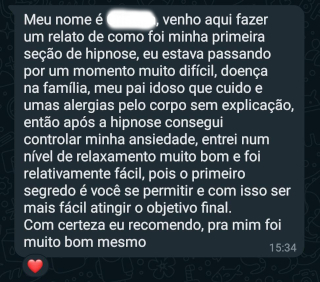 Meu nome é , venho aqui fazer
um relato de como foi minha primeira
seção de hipnose, eu estava passando
por um momento muito difícil, doença
na família, meu pai idoso que cuido e
umas alergias pelo corpo sem explicação,
então após a hipnose consegui
controlar minha ansiedade, entrei num
nível de relaxamento muito bom e foi
relativamente fácil, pois o primeiro
segredo é você se permitir e com isso ser
mais fácil atingir o objetivo final.
Com certeza eu recomendo, pra mim foi
muito bom mesmo
15:34